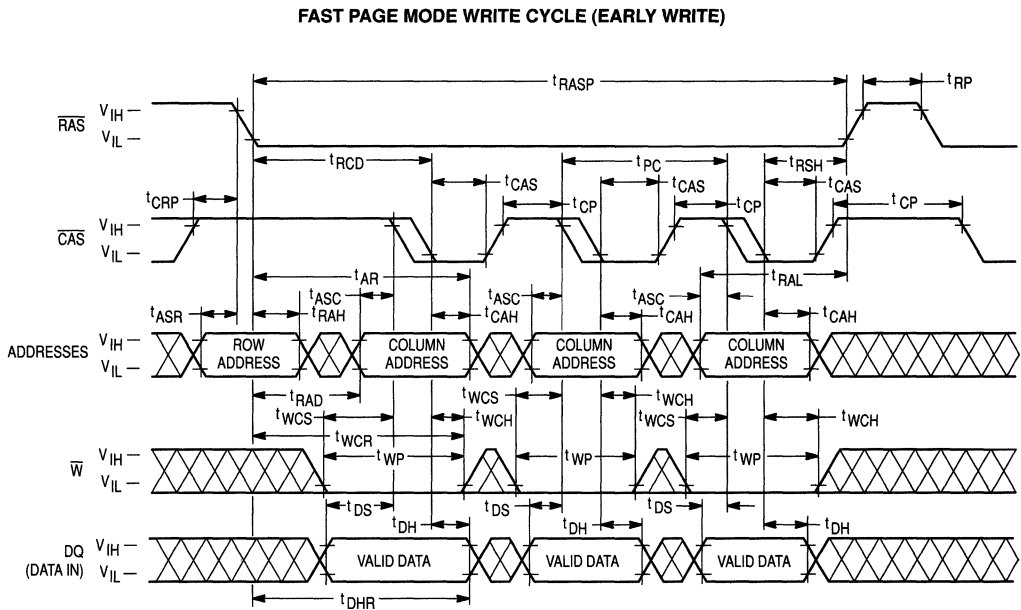 FAST PAGE MODE WRITE CYCLE (EARLY WRITE)
tRASP
tRP
RAS
VIH
VIL
tRCD
tPC
tRSH
tCRP
tCAS
tCP
tCAS
tCP
tCAS
tCP
CAS
VIH
VIL
tAR
tRAL
tASR
tRAH
tASC
tCAH
tASC
tCAH
tASC
tCAH
ADDRESSES
VIH
VIL
ROW ADDRESS
COLUMN ADDRESS
COLUMN ADDRESS
COLUMN ADDRESS
tRAD
tWCS
tWCH
tWCS
tWCH
tWCS
tWCH
tWCR
tWP
tWP
tWP
W
VIH
VIL
tDS
tDH
tDS
tDH
tDS
tDH
DQ
(DATA IN)
VIH
VIL
VALID DATA
VALID DATA
VALID DATA
tDHR